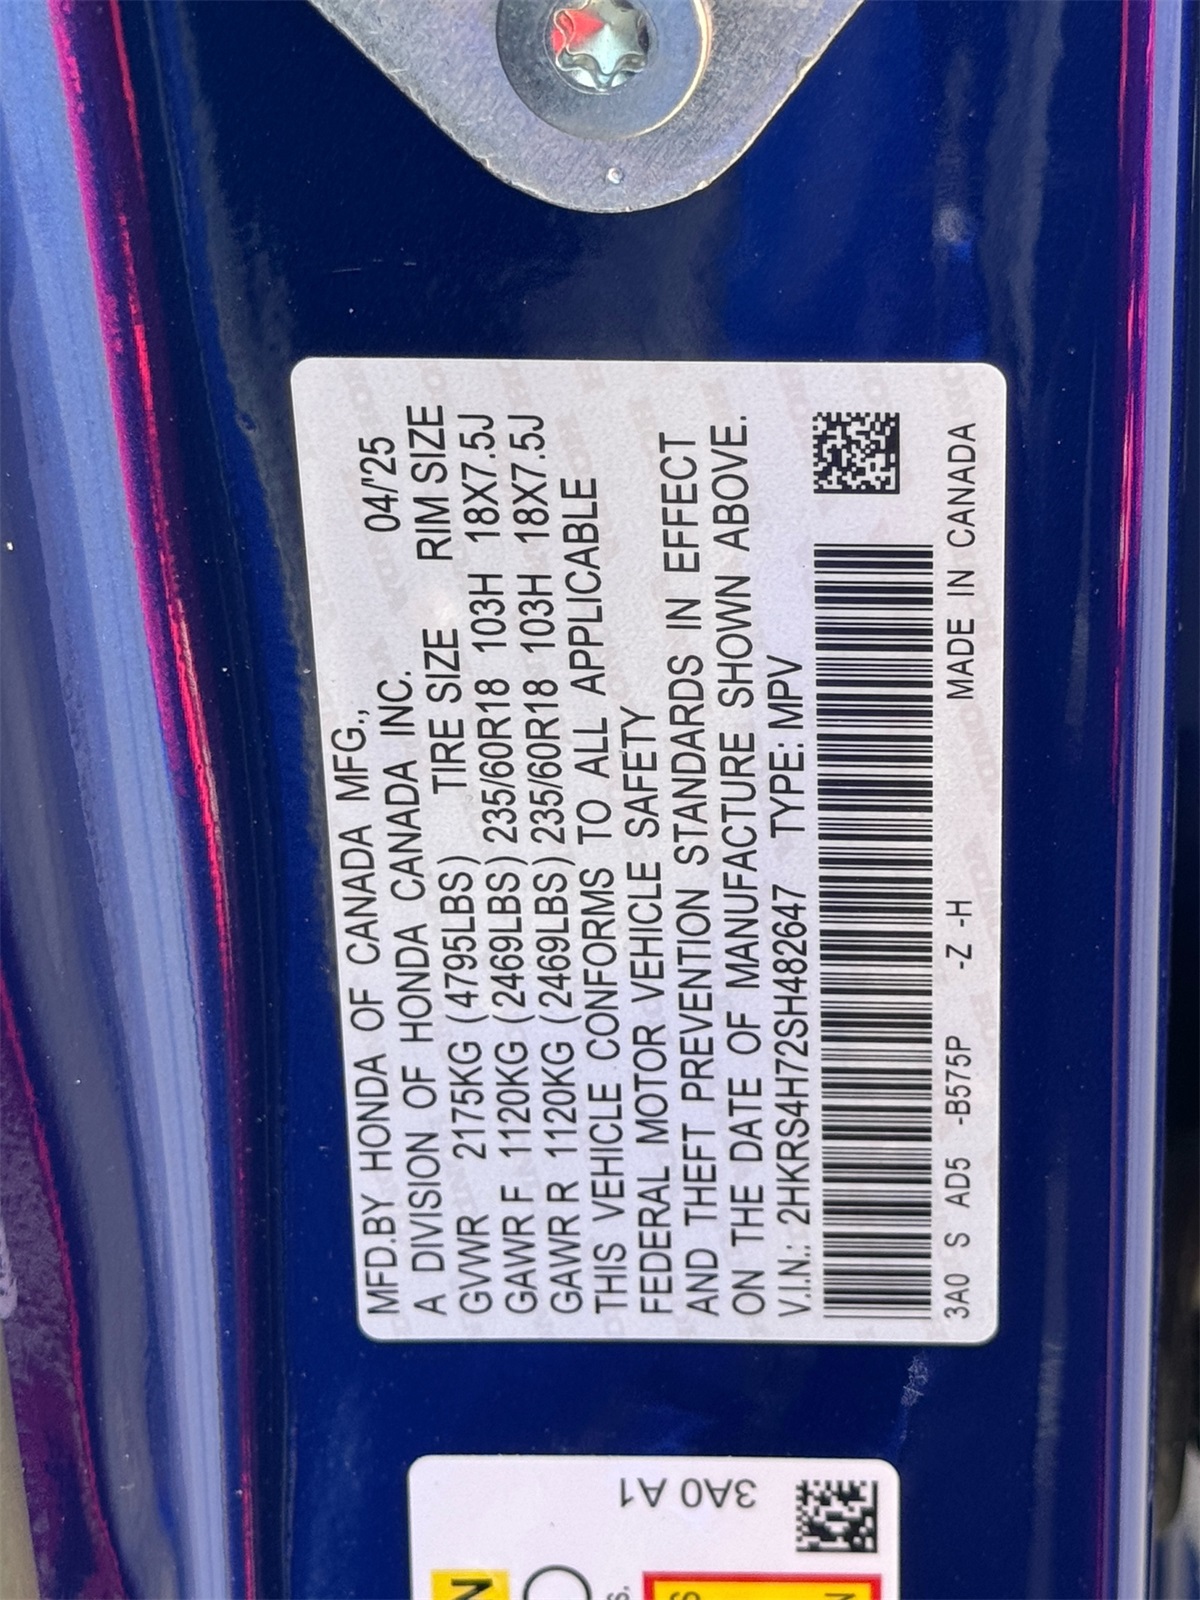 MFD.BY HONDA OF CANADA MFG., 04/'25
A DIVISION OF HONDA CANADA INC.
TIRE SIZE RIM SIZE
GVWR 2175KG (4795LBS)
GAWR F 1120KG (2469LBS) 235/60R18 103H 18X7.5J
GAWR R 1120KG (2469LBS) 235/60R18 103H 18X7.5J
THIS VEHICLE CONFORMS TO ALL APPLICABLE
FEDERAL MOTOR VEHICLE SAFETY
AND THEFT PREVENTION STANDARDS IN EFFECT
ON THE DATE OF MANUFACTURE SHOWN ABOVE.
V.I.N.: 2HKRS4H72SH482647 TYPE: MPV
3A0 S AD5 -B575P -Z -H MADE IN CANADA
3A0 A1